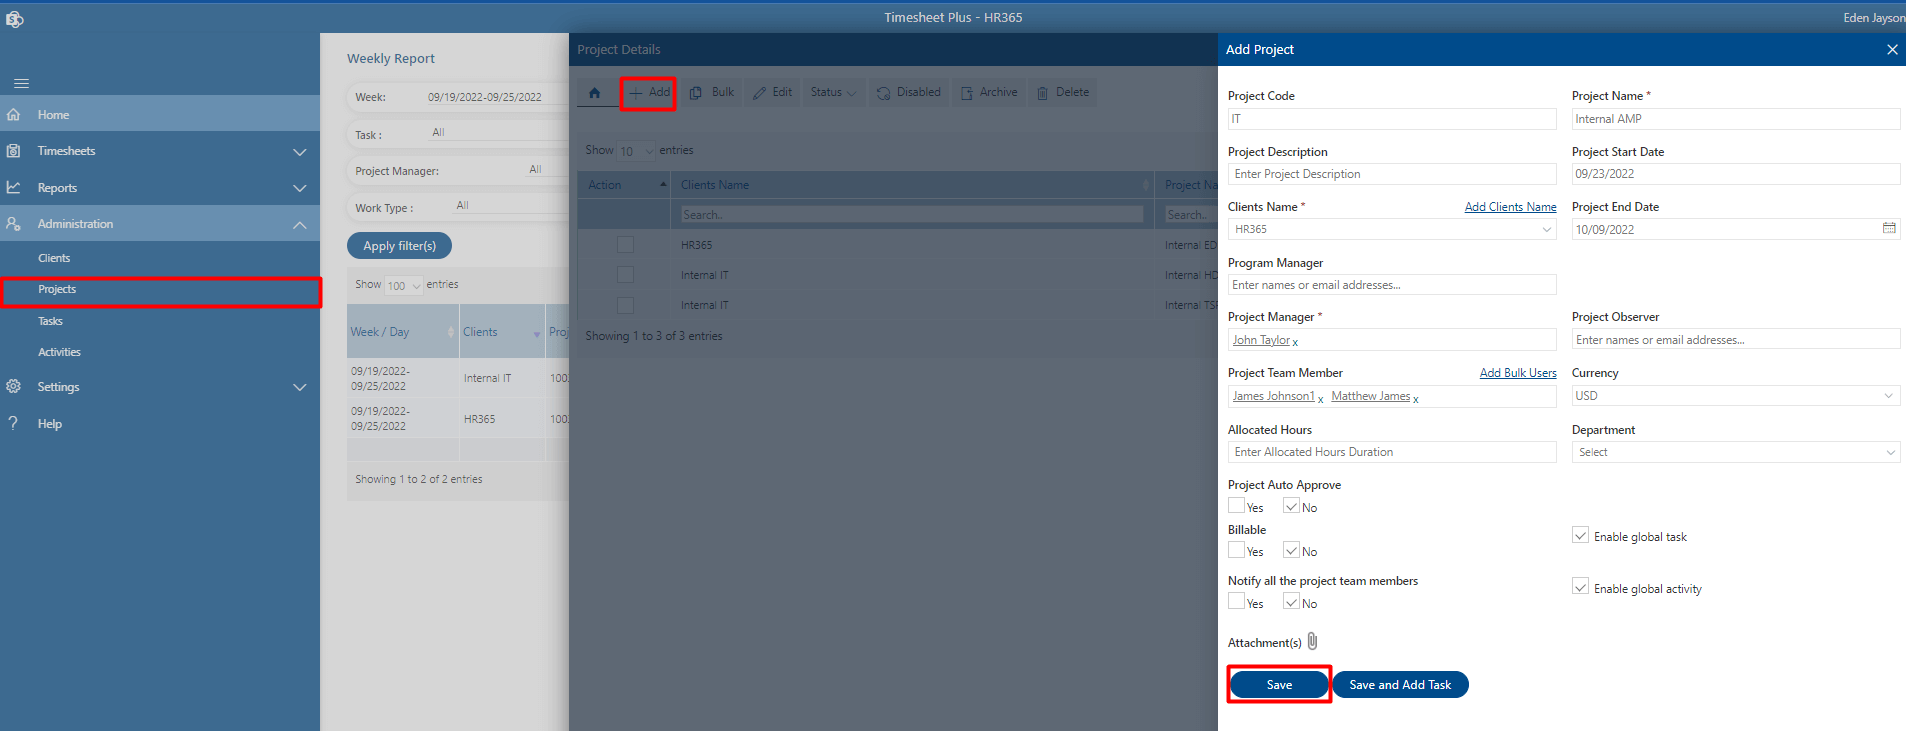 Timesheet Plus - HR365
Eden Jayson
Home
Timesheets
Reports
Administration
Clients
Projects
Tasks
Activities
Settings
Help
Weekly Report
Week: 09/19/2022-09/25/2022
Task : All
Project Manager: All
Work Type : All
Apply filter(s)
Show 100 entries
Week / Day Clients Proj
09/19/2022-
09/25/2022 Internal IT 100
09/19/2022-
09/25/2022 HR365 100
Showing 1 to 2 of 2 entries
Project Details
Add Bulk Edit Status Disabled Archive Delete
Show 10 entries
Action Clients Name Project Na
Search.. Search..
HR365 Internal ED
Internal IT Internal HD
Internal IT Internal TSP
Showing 1 to 3 of 3 entries
Add Project
Project Code Project Name *
IT Internal AMP
Project Description Project Start Date
Enter Project Description 09/23/2022
Clients Name * Add Clients Name Project End Date
HR365 10/09/2022
Program Manager
Enter names or email addresses...
Project Manager * Project Observer
John Taylor x Enter names or email addresses...
Project Team Member Add Bulk Users Currency
James Johnson1 x Matthew James x USD
Allocated Hours Department
Enter Allocated Hours Duration Select
Project Auto Approve
Yes No
Billable
Yes No Enable global task
Notify all the project team members
Yes No Enable global activity
Attachment(s)
Save Save and Add Task